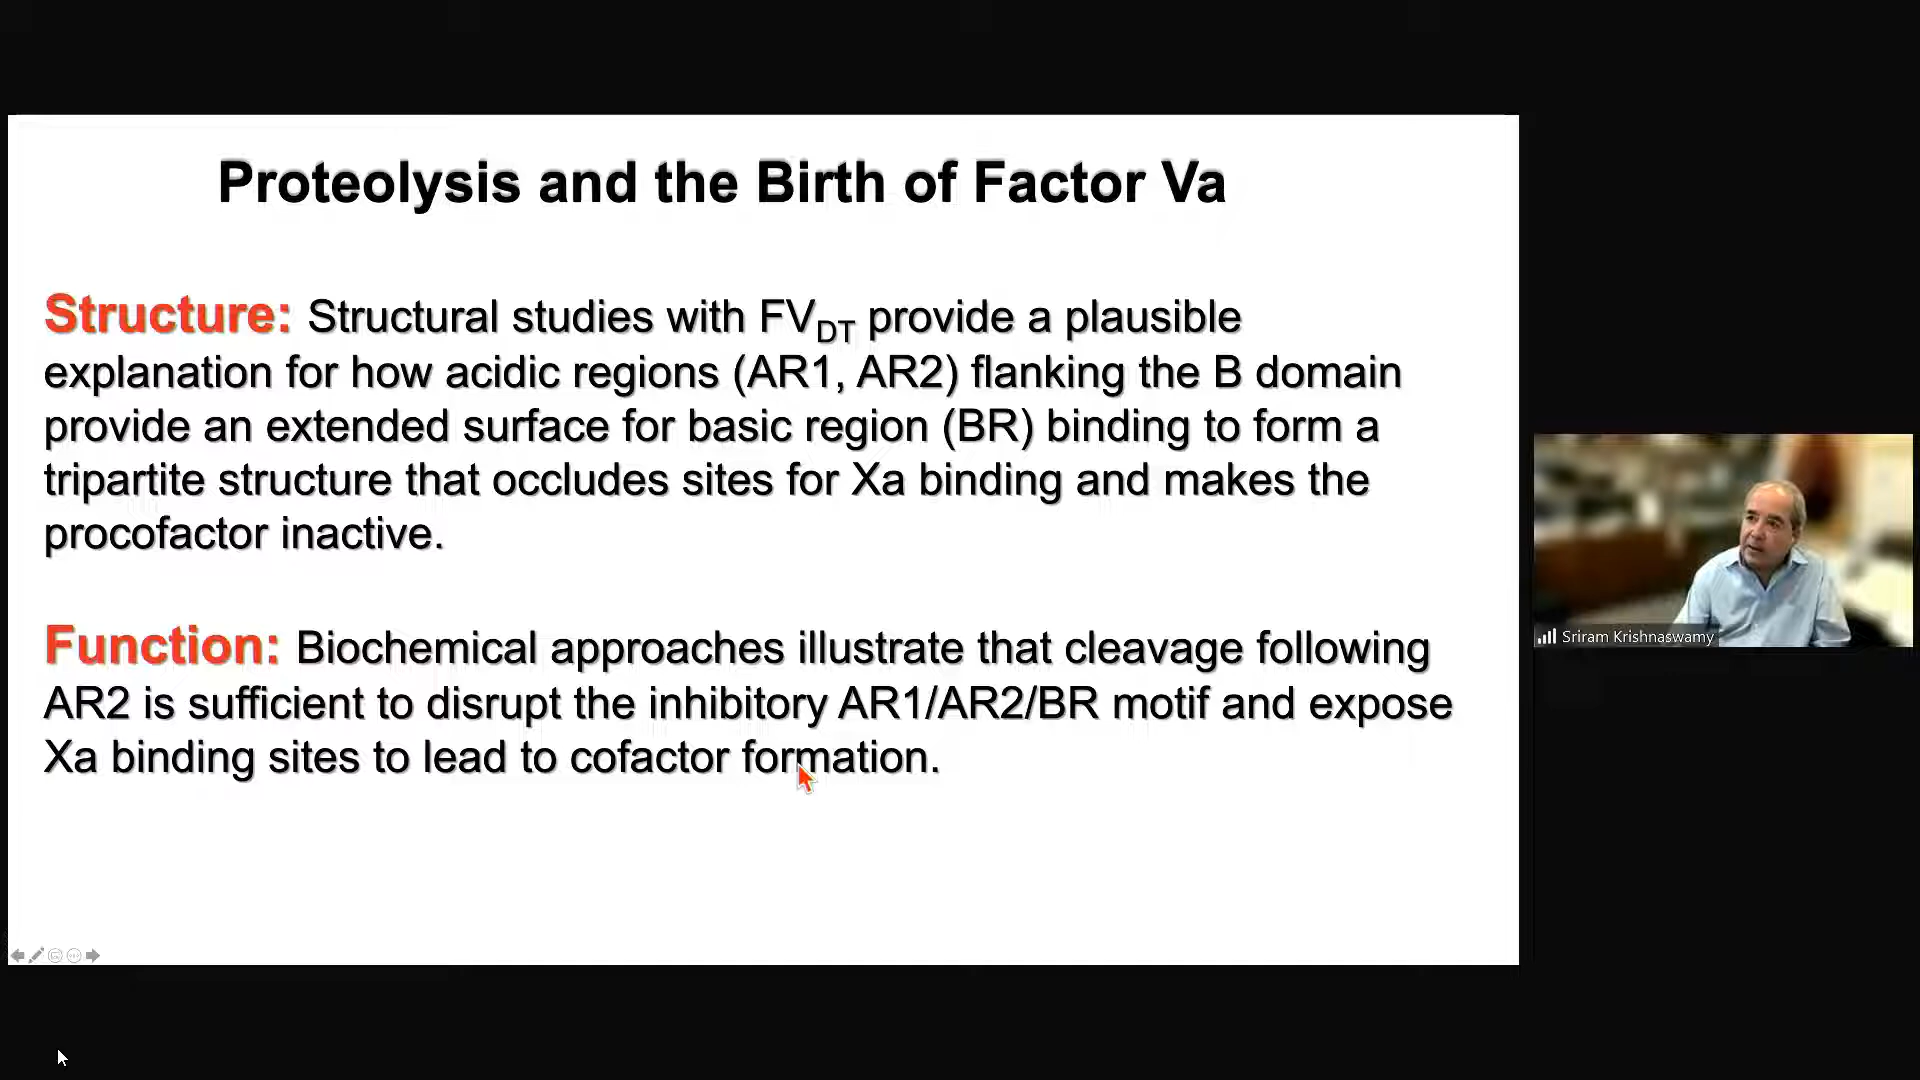 Proteolysis and the Birth of Factor Va
Structure: Structural studies with FVDT provide a plausible
explanation for how acidic regions (AR1, AR2) flanking the B domain
provide an extended surface for basic region (BR) binding to form a
tripartite structure that occludes sites for Xa binding and makes the
procofactor inactive.
Function: Biochemical approaches illustrate that cleavage following
AR2 is sufficient to disrupt the inhibitory AR1/AR2/BR motif and expose
Xa binding sites to lead to cofactor formation.
Sriram Krishnaswamy